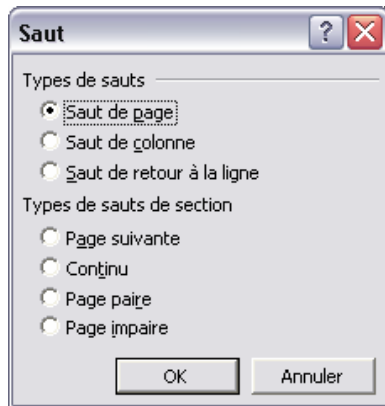 Saut
Types de sauts
Saut de page
Saut de colonne
Saut de retour à la ligne
Types de sauts de section
Page suivante
Continu
Page paire
Page impaire
OK
Annuler